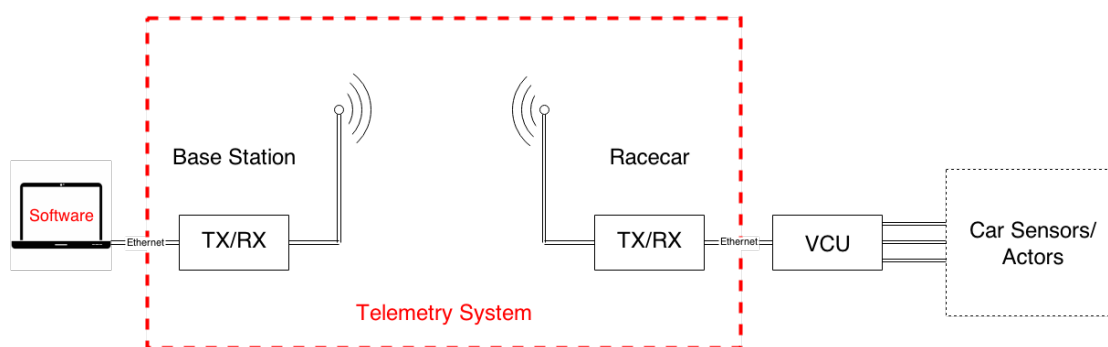 Base Station
Racecar
Software
Ethernet
TX/RX
TX/RX
Ethernet
VCU
Car Sensors/
Actors
Telemetry System